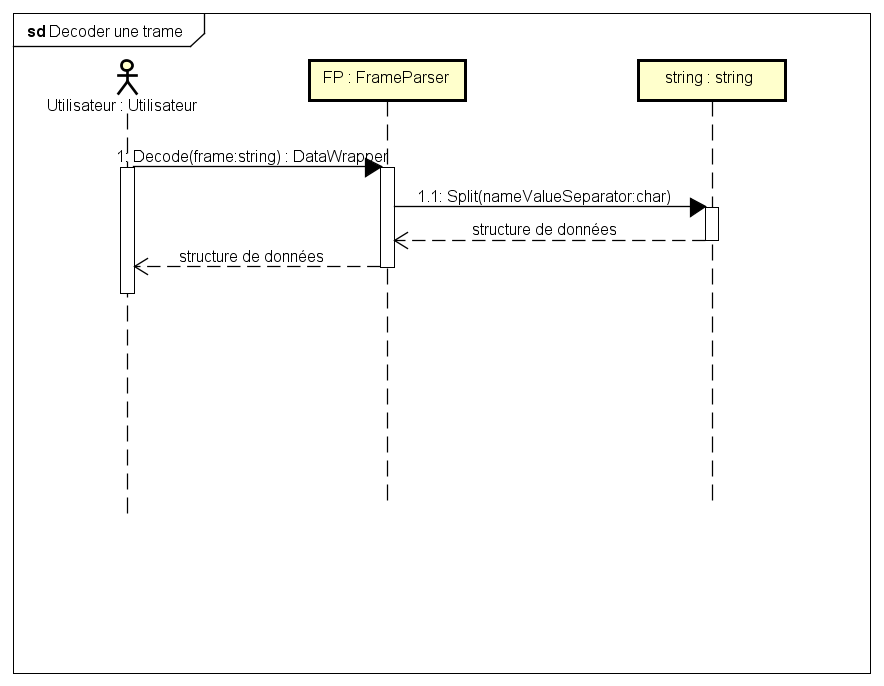 sd Decoder une trame
FP : FrameParser
string : string
Utilisateur : Utilisateur
1: Decode(frame:string) : DataWrapper
1.1: Split(nameValueSeparator:char)
structure de données
structure de données